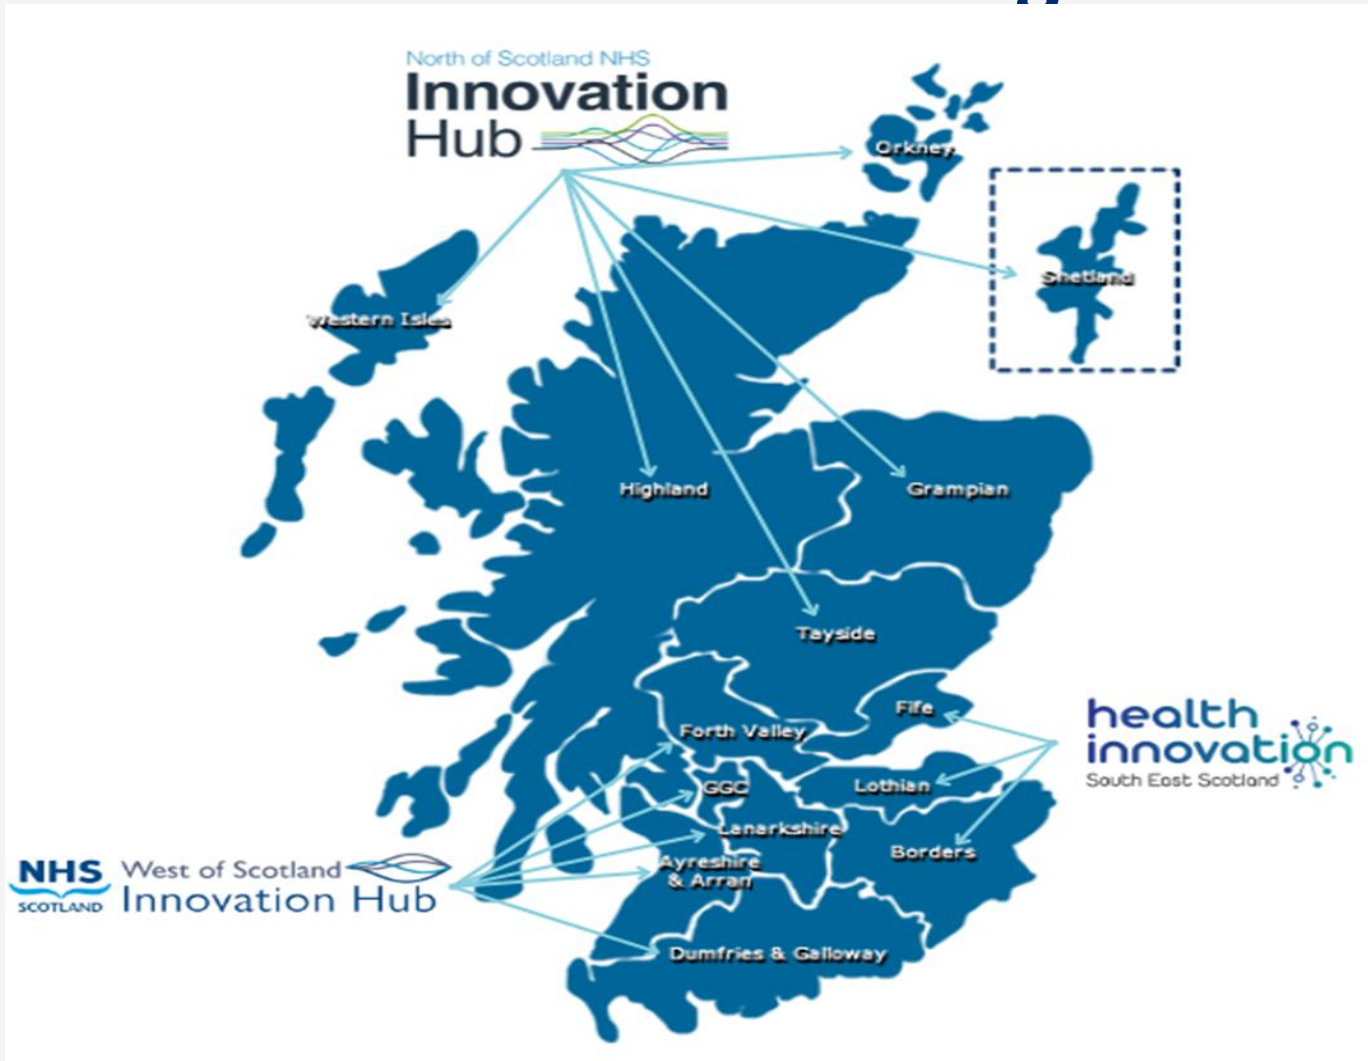 North of Scotland NHS
Innovation
Hub
Orkney
Shetland
Western Isles
Highland
Grampian
Tayside
Fife
Forth Valley
health
innovation
South East Scotland
GGC
Lothian
Lanarkshire
Borders
Ayreshire
& Arran
NHS
SCOTLAND
West of Scotland
Innovation Hub
Dumfries & Galloway